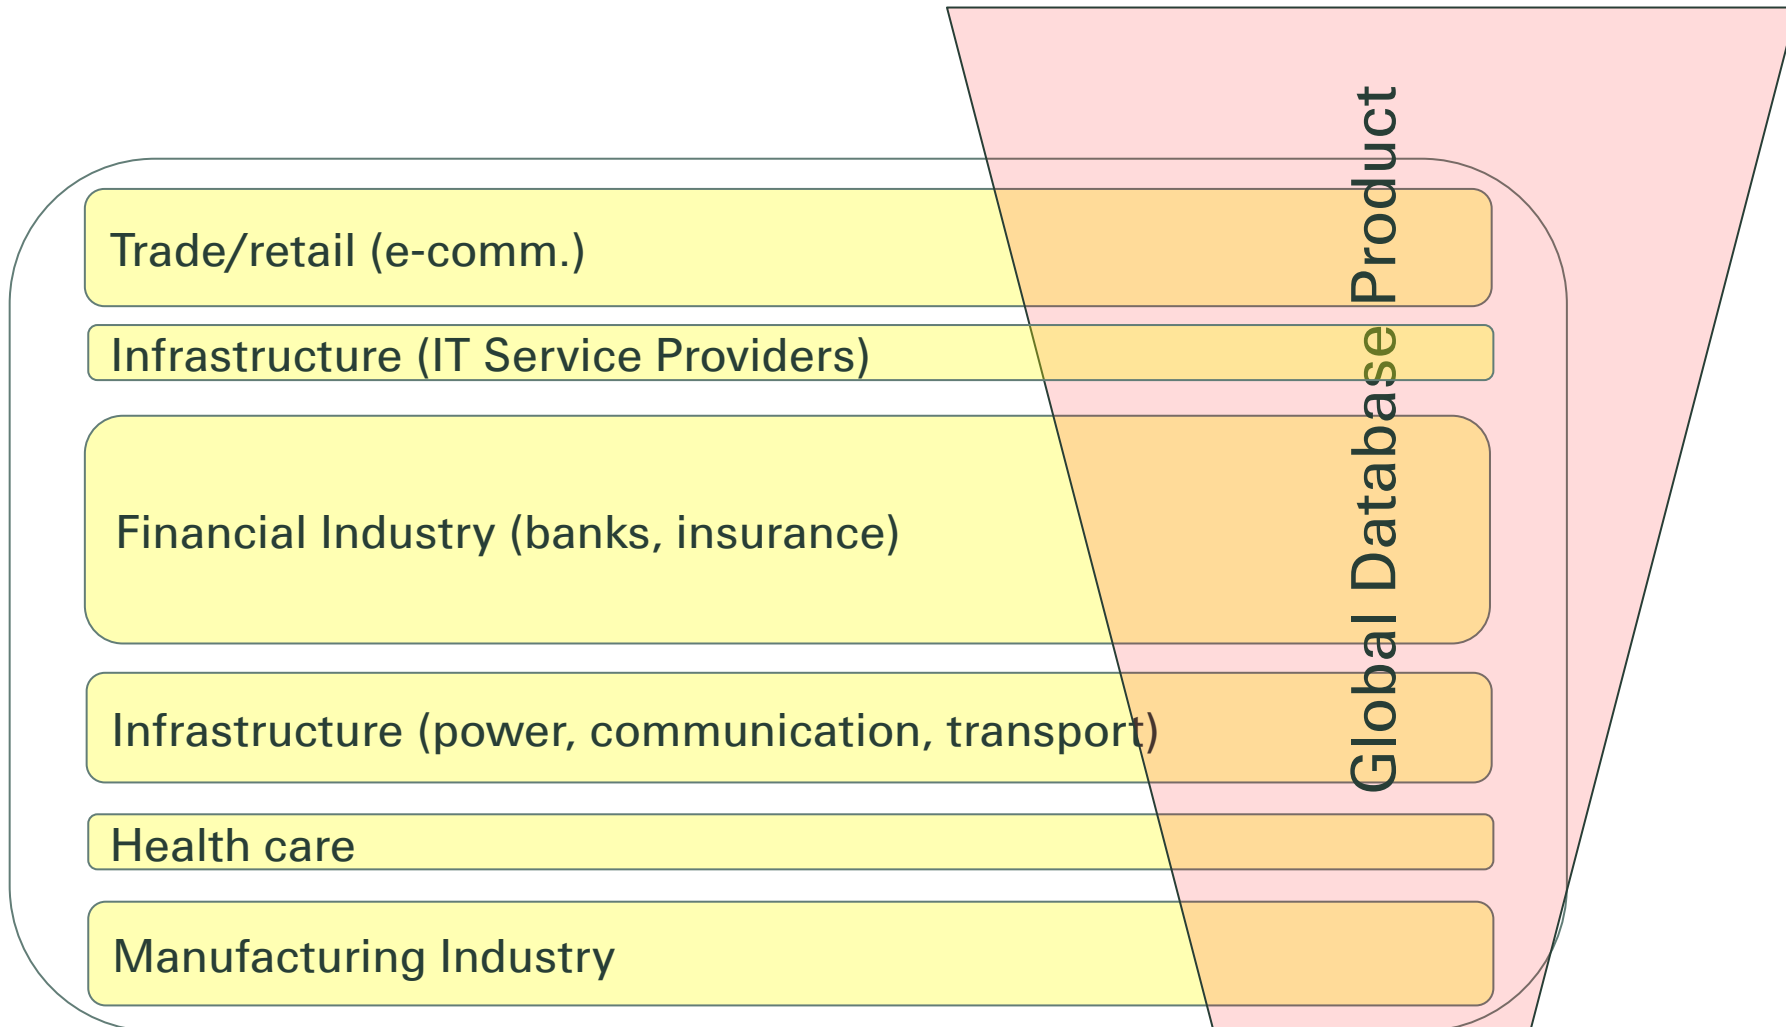 Trade/retail (e-comm.)
Infrastructure (IT Service Providers)
Financial Industry (banks, insurance)
Infrastructure (power, communication, transport)
Health care
Manufacturing Industry
Global Database Product